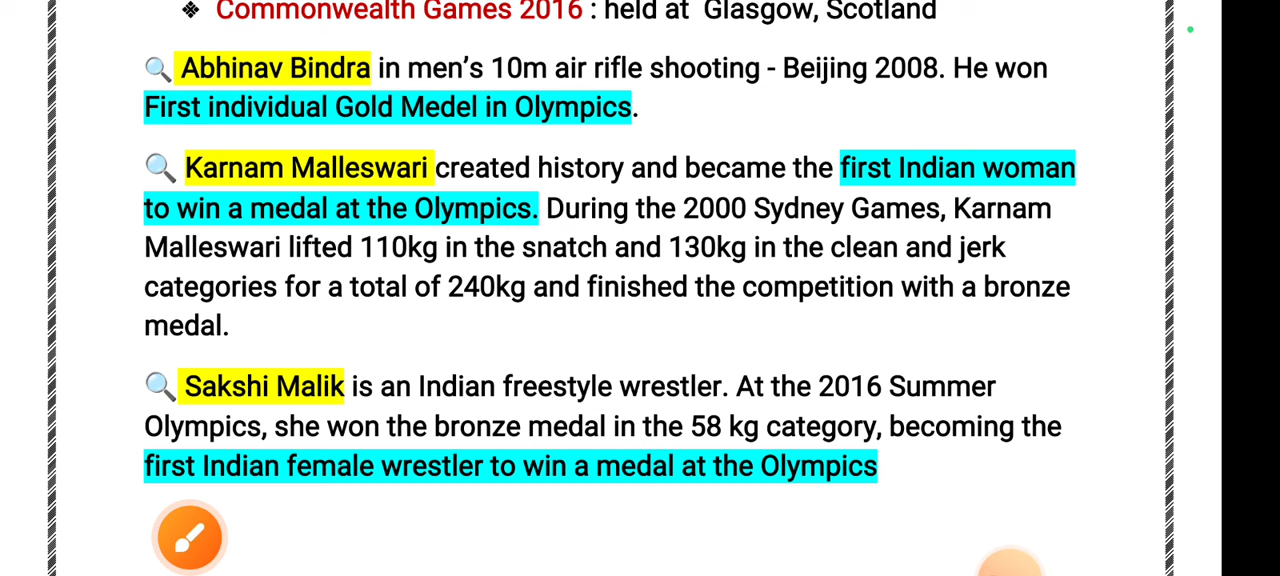 ❖ Commonwealth Games 2016 : held at Glasgow, Scotland
🔍 Abhinav Bindra in men's 10m air rifle shooting - Beijing 2008. He won
First individual Gold Medel in Olympics.
🔍 Karnam Malleswari created history and became the first Indian woman
to win a medal at the Olympics. During the 2000 Sydney Games, Karnam
Malleswari lifted 110kg in the snatch and 130kg in the clean and jerk
categories for a total of 240kg and finished the competition with a bronze
medal.
🔍 Sakshi Malik is an Indian freestyle wrestler. At the 2016 Summer
Olympics, she won the bronze medal in the 58 kg category, becoming the
first Indian female wrestler to win a medal at the Olympics